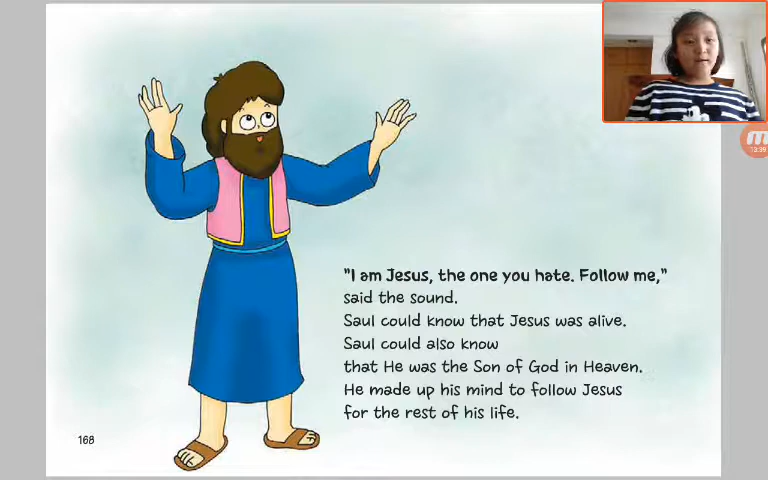 "I am Jesus, the one you hate. Follow me,"
said the sound.
Saul could know that Jesus was alive.
Saul could also know
that He was the Son of God in Heaven.
He made up his mind to follow Jesus
for the rest of his life.
168